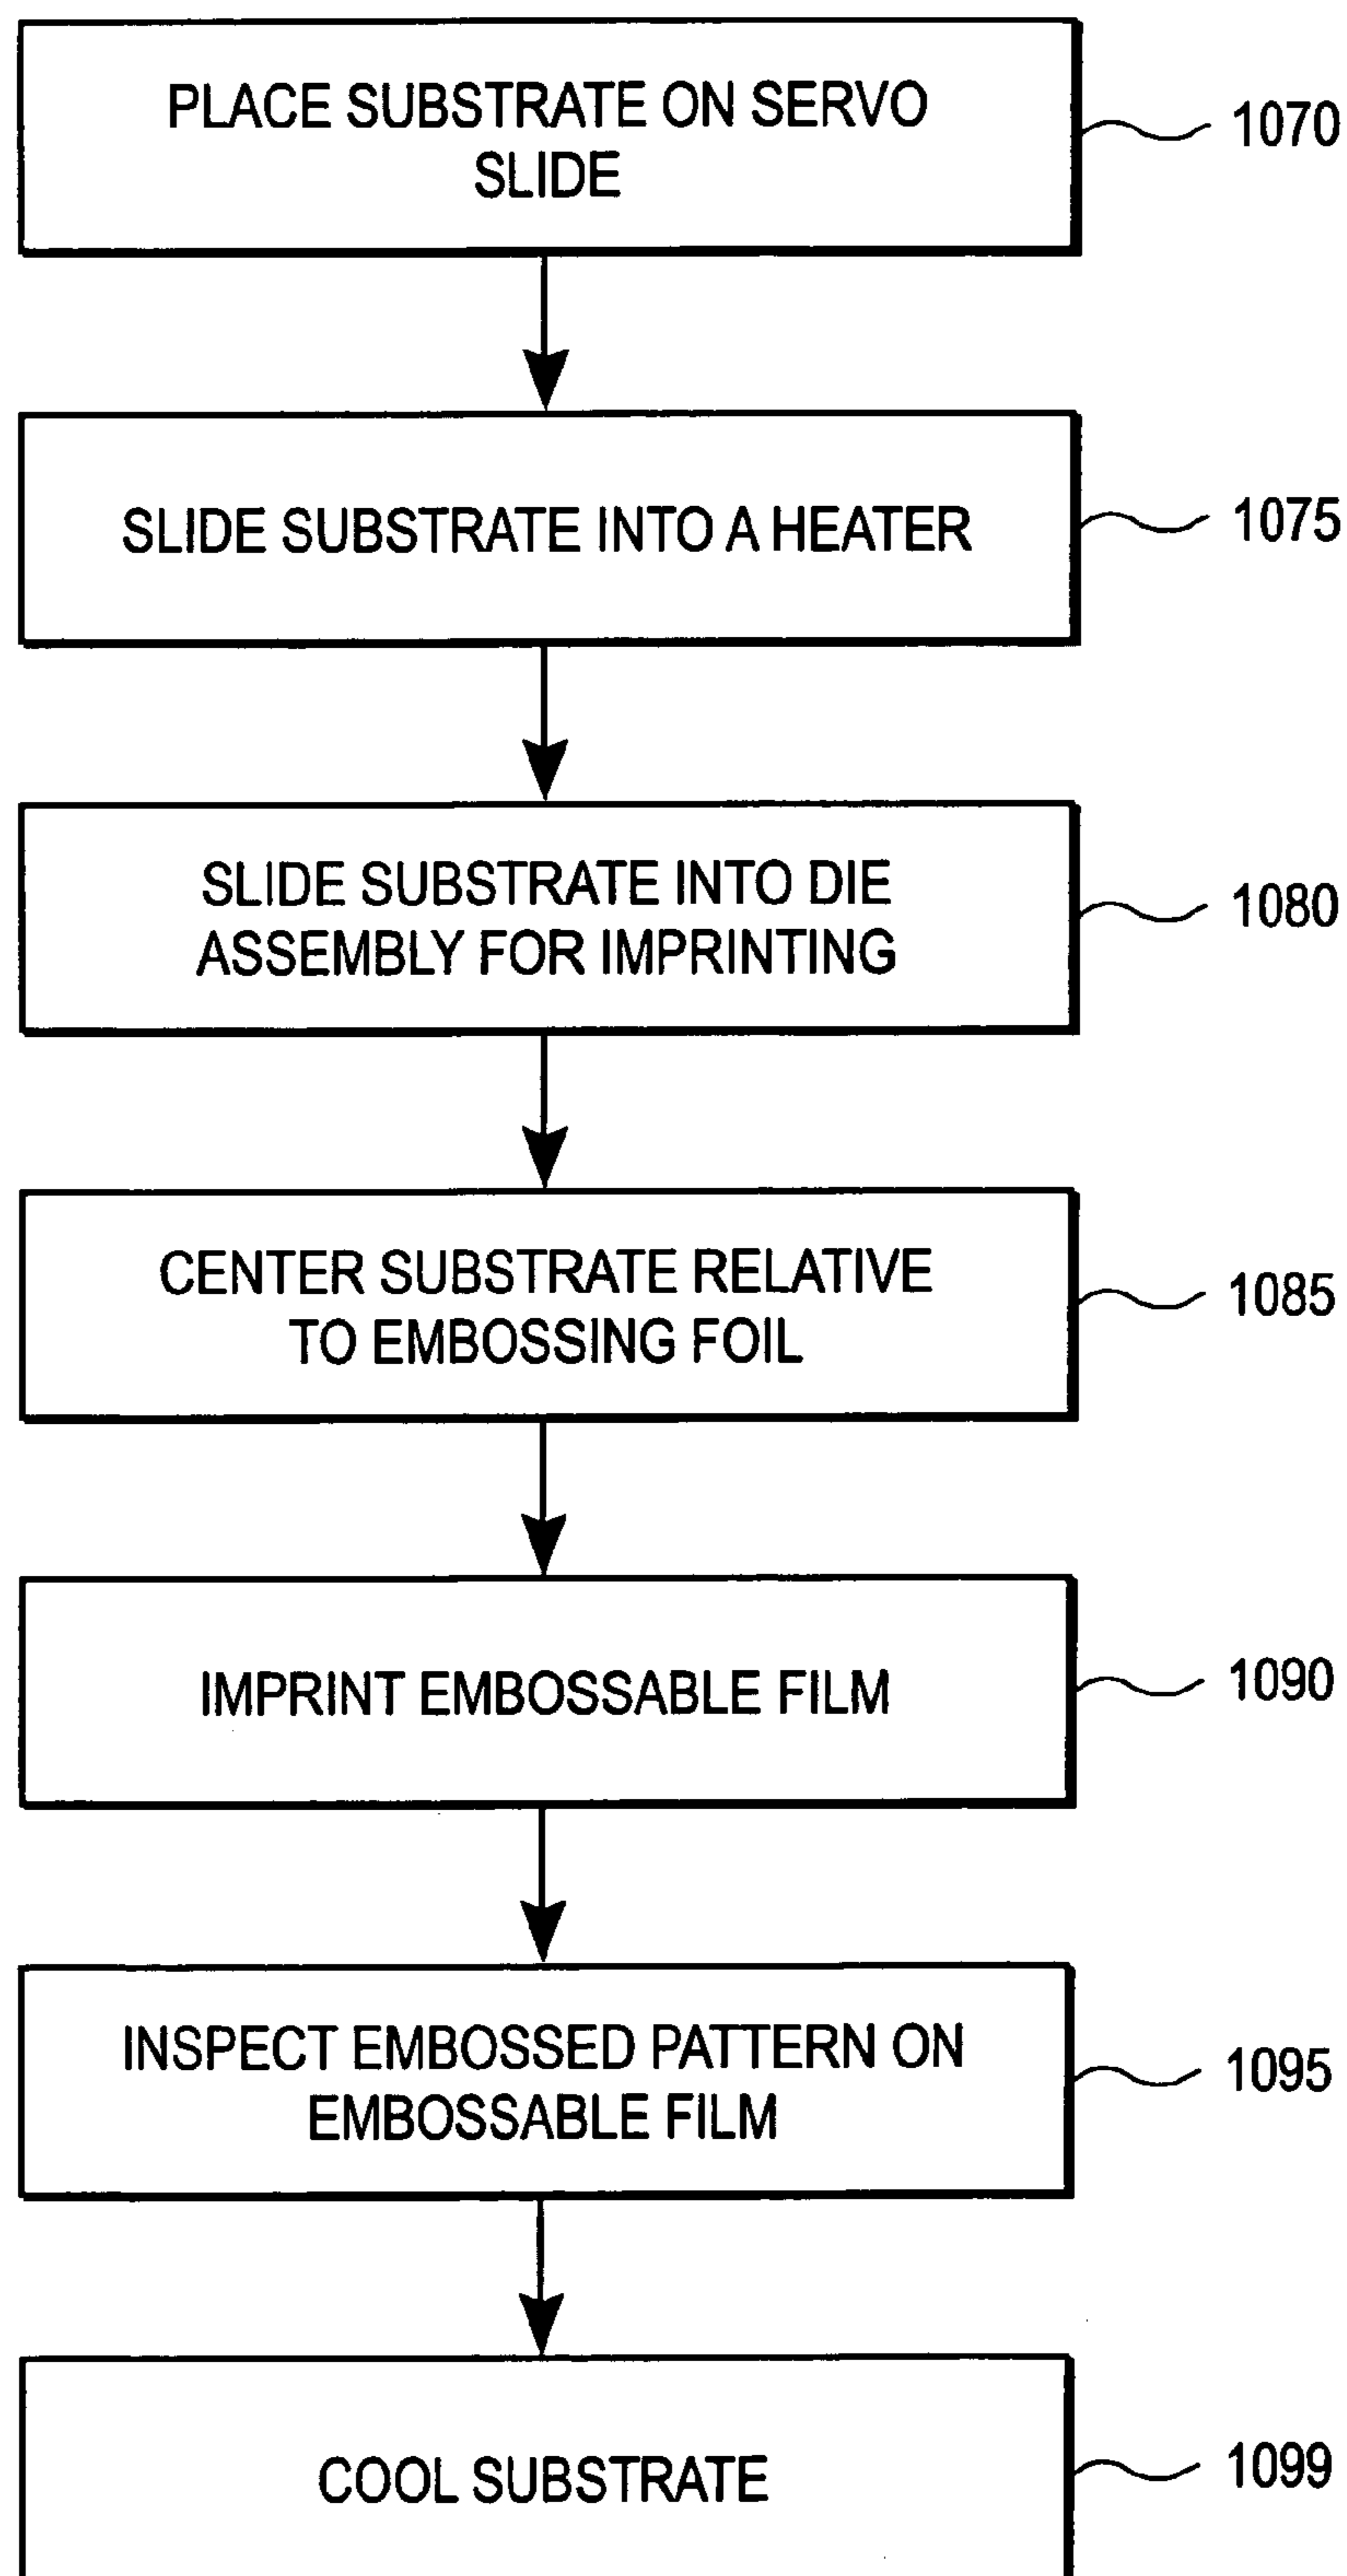 PLACE SUBSTRATE ON SERVO
SLIDE
1070
SLIDE SUBSTRATE INTO A HEATER
1075
SLIDE SUBSTRATE INTO DIE
ASSEMBLY FOR IMPRINTING
1080
CENTER SUBSTRATE RELATIVE
TO EMBOSSING FOIL
1085
IMPRINT EMBOSSABLE FILM
1090
INSPECT EMBOSSED PATTERN ON
EMBOSSABLE FILM
1095
COOL SUBSTRATE
1099